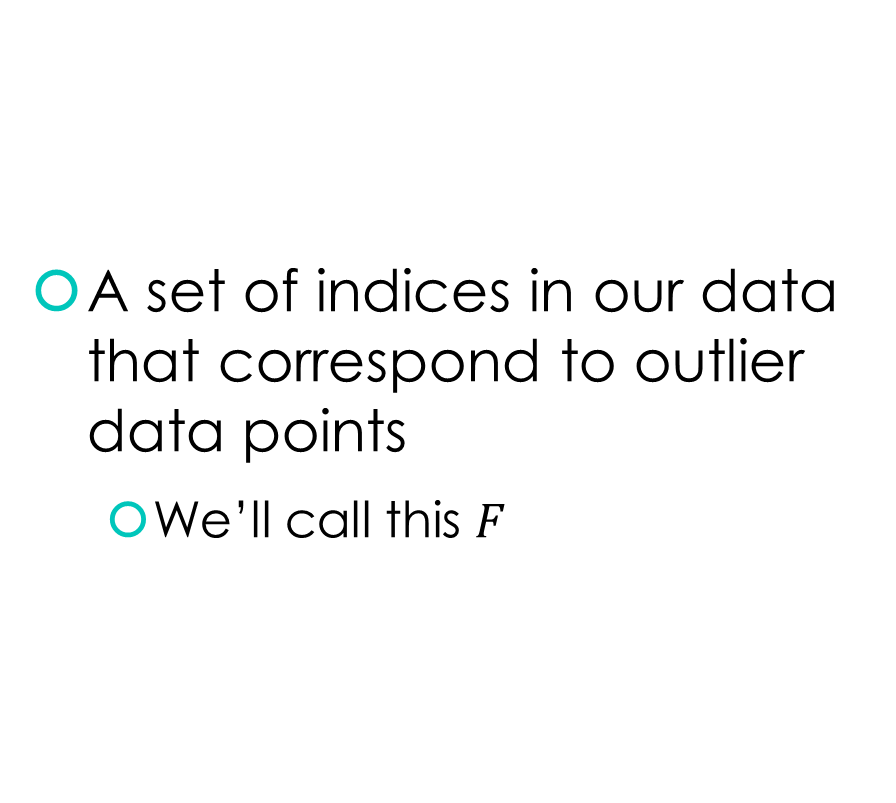 A set of indices in our data
that correspond to outlier
data points
We’ll call this 𝐹